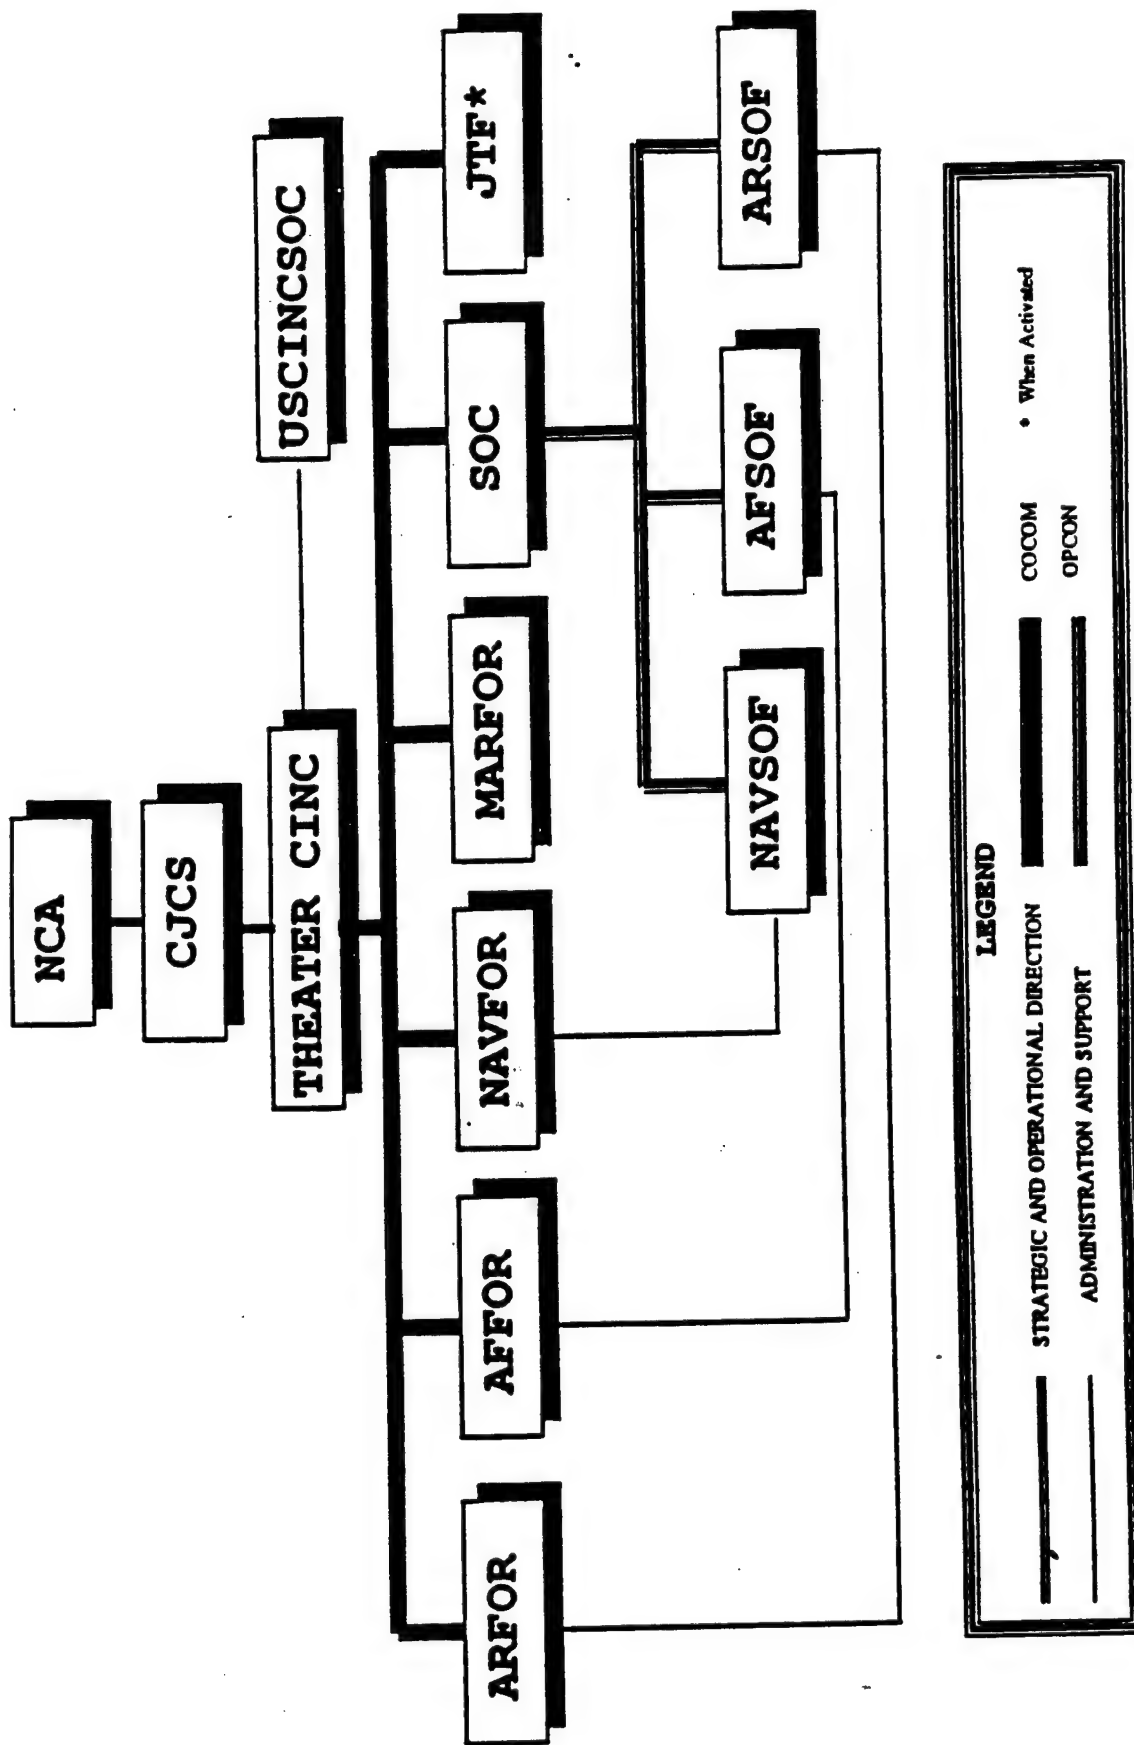 NCA
CJCS
THEATER CINC
USCINCSOC
ARFOR
AFFOR
NAVFOR
MARFOR
SOC
JTF*
NAVSOF
AFSOF
ARSOF
LEGEND
STRATEGIC AND OPERATIONAL DIRECTION
COCOM
* When Activated
ADMINISTRATION AND SUPPORT
OPCON